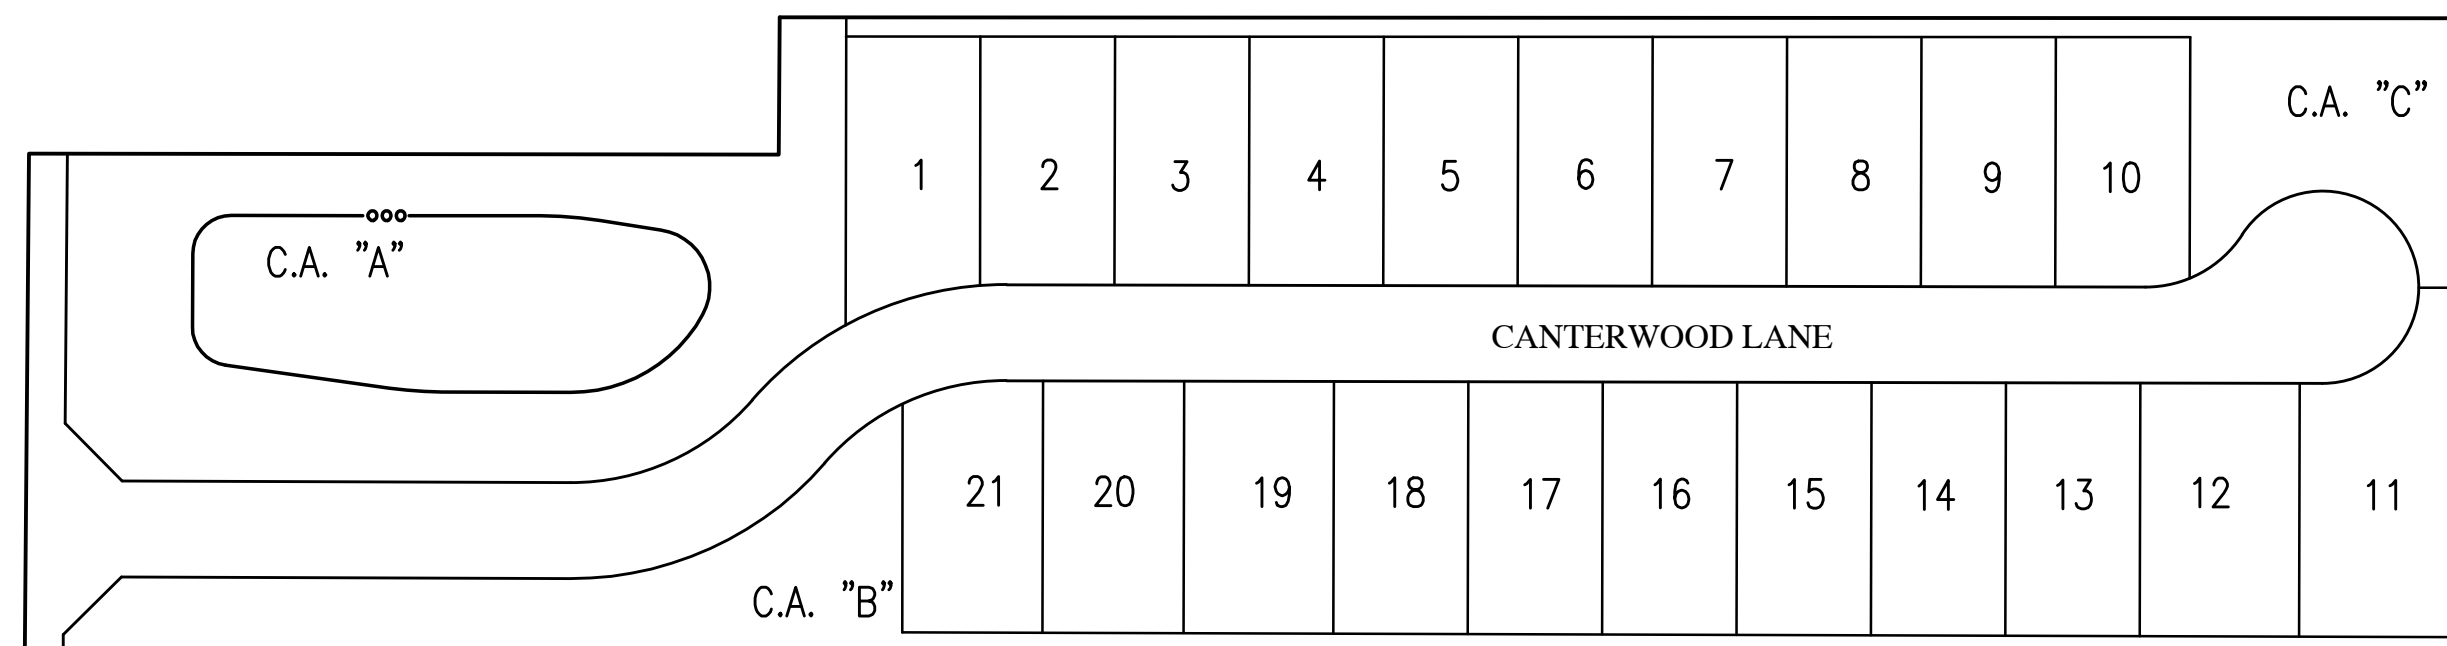 C.A. "C"
1 2 3 4 5 6 7 8 9 10
C.A. "A"
CANTERWOOD LANE
21 20 19 18 17 16 15 14 13 12 11
C.A. "B"